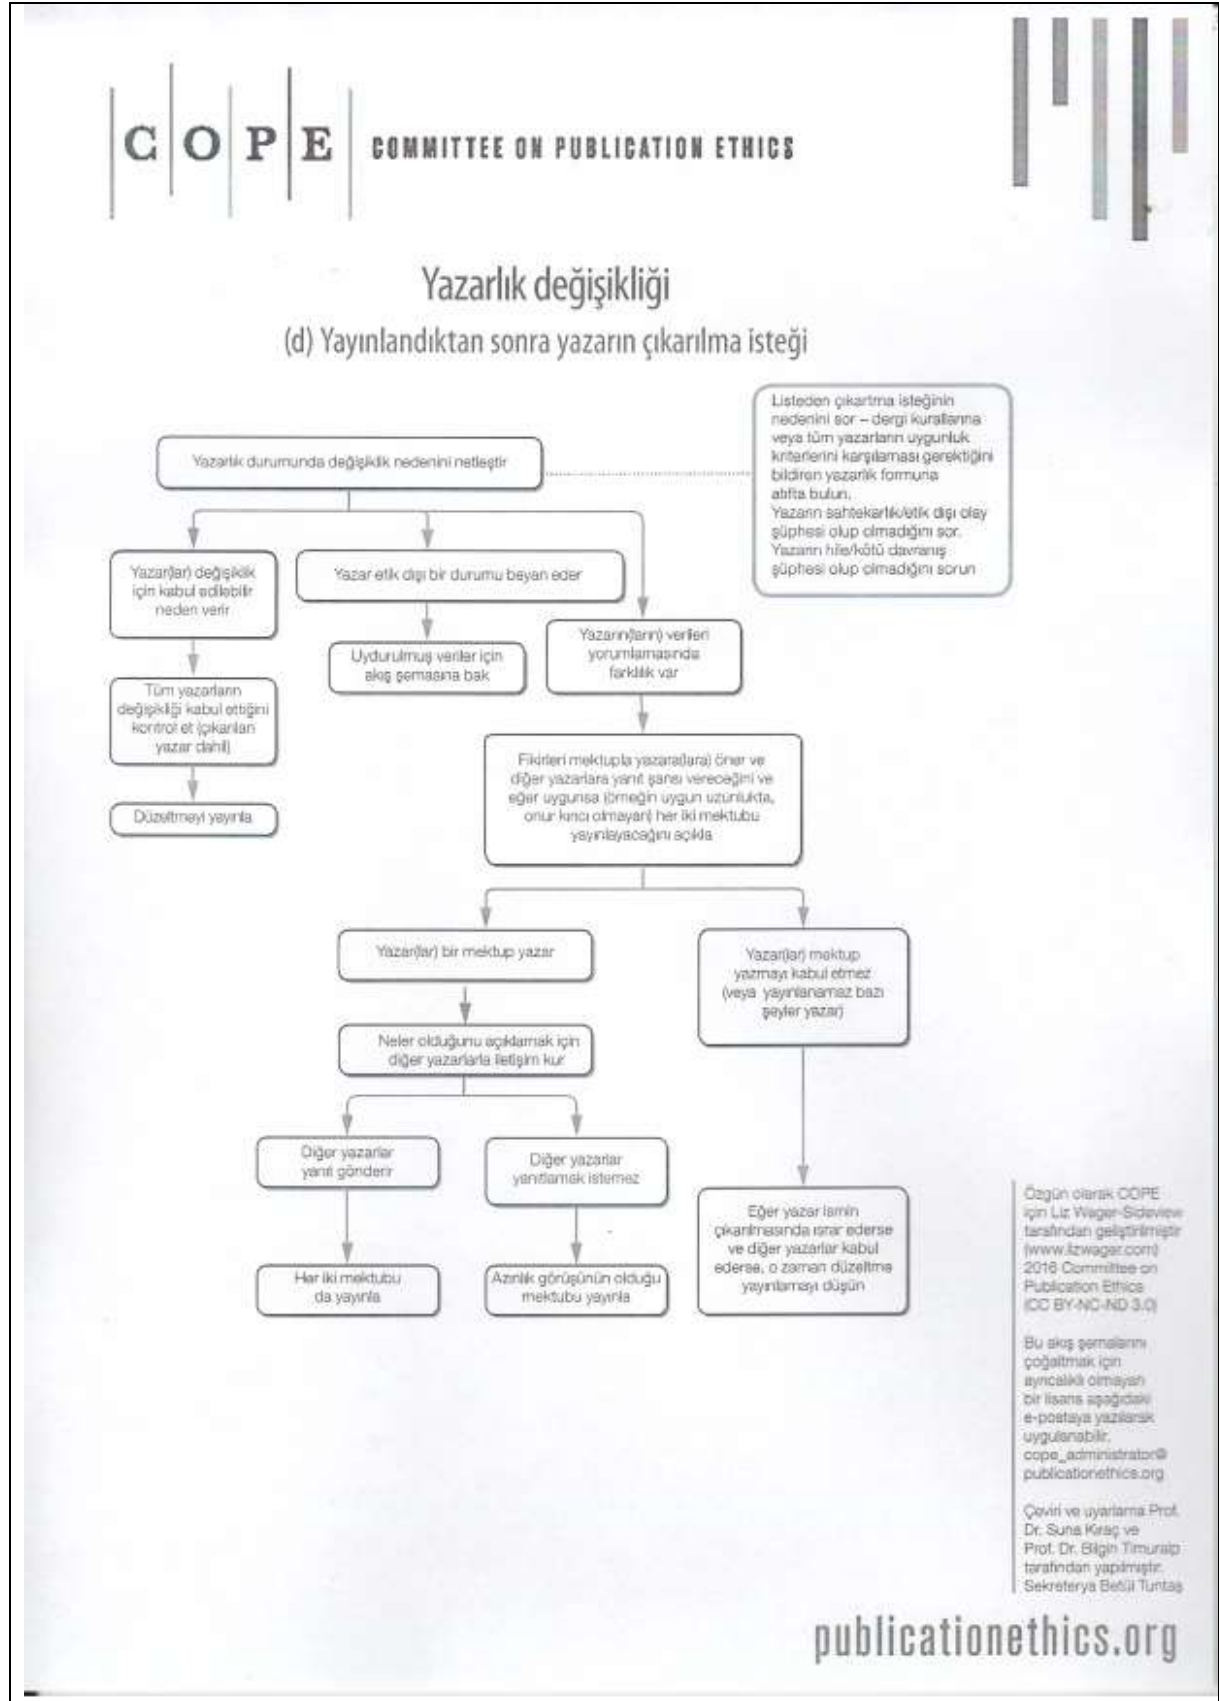 COPE
COMMITTEE ON PUBLICATION ETHICS
Yazarlık değişikliği
(d) Yayınlandıktan sonra yazarın çıkarılma isteği
Listeden çıkartma isteğinin
nedenini sor – dergi kurallarına
veya tüm yazarların uygunluk
kriterlerini karşılaması gerektiğini
bildiren yazarlık formuna
atıfta bulun.
Yazarın sahtekarlık/etik dışı olay
şüphesi olup olmadığını sor.
Yazarın hile/kötü davranış
şüphesi olup olmadığını sorun
Yazarlık durumunda değişiklik nedenini netleştir
Yazar(lar) değişiklik
için kabul edilebilir
neden verir
Yazar etik dışı bir durumu beyan eder
Yazarın(ların) verileri
yorumlamasında
farklılık var
Uydurulmuş veriler için
akış şemasına bak
Tüm yazarların
değişikliği kabul ettiğini
kontrol et (çıkarılan
yazar dahil)
Düzeltmeyi yayınla
Fikirleri mektupla yazara(lara) öner ve
diğer yazarlara yanıt şansı vereceğini ve
eğer uygunsa (örneğin uygun uzunlukta,
onur kırıcı olmayan) her iki mektubu
yayınlayacağını açıkla
Yazar(lar) bir mektup yazar
Yazar(lar) mektup
yazmayı kabul etmez
(veya yayınlanamaz bazı
şeyler yazar)
Neler olduğunu açıklamak için
diğer yazarlarla iletişim kur
Diğer yazarlar
yanıt gönderir
Diğer yazarlar
yanıtlamak istemez
Her iki mektubu
da yayınla
Azınlık görüşünün olduğu
mektubu yayınla
Eğer yazar ismin
çıkarılmasında ısrar ederse
ve diğer yazarlar kabul
ederse, o zaman düzeltme
yayınlamayı düşün
Özgün olarak COPE
için Liz Wager-Sideview
tarafından geliştirilmiştir
(www.lizwager.com)
2016 Committee on
Publication Ethics
(CC BY-NC-ND 3.0)
Bu akış şemalarını
çoğaltmak için
ayrıcalıklı olmayan
bir lisans aşağıdaki
e-postaya yazılarak
uygulanabilir.
cope_administrator@
publicationethics.org
Çeviri ve uyarlama Prof.
Dr. Suna Kıraç ve
Prof. Dr. Bilgin Timuralp
tarafından yapılmıştır.
Sekreterya Betül Tuntaş
publicationethics.org